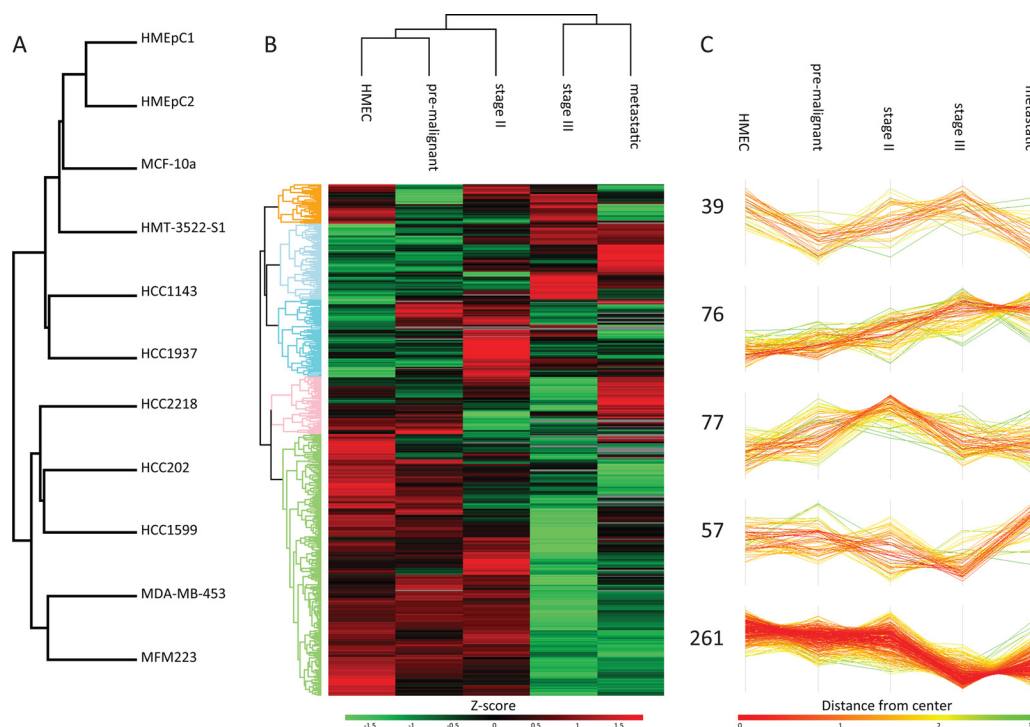 A
HMEpC1
HMEpC2
MCF-10a
HMT-3522-S1
HCC1143
HCC1937
HCC2218
HCC202
HCC1599
MDA-MB-453
MFM223
B
HMEC
pre-malignant
stage II
stage III
metastatic
Z-score
-1.5 -1 -0.5 0 0.5 1 1.5
C
HMEC
pre-malignant
stage II
stage III
metastatic
39
76
77
57
261
Distance from center
0 1 2 3